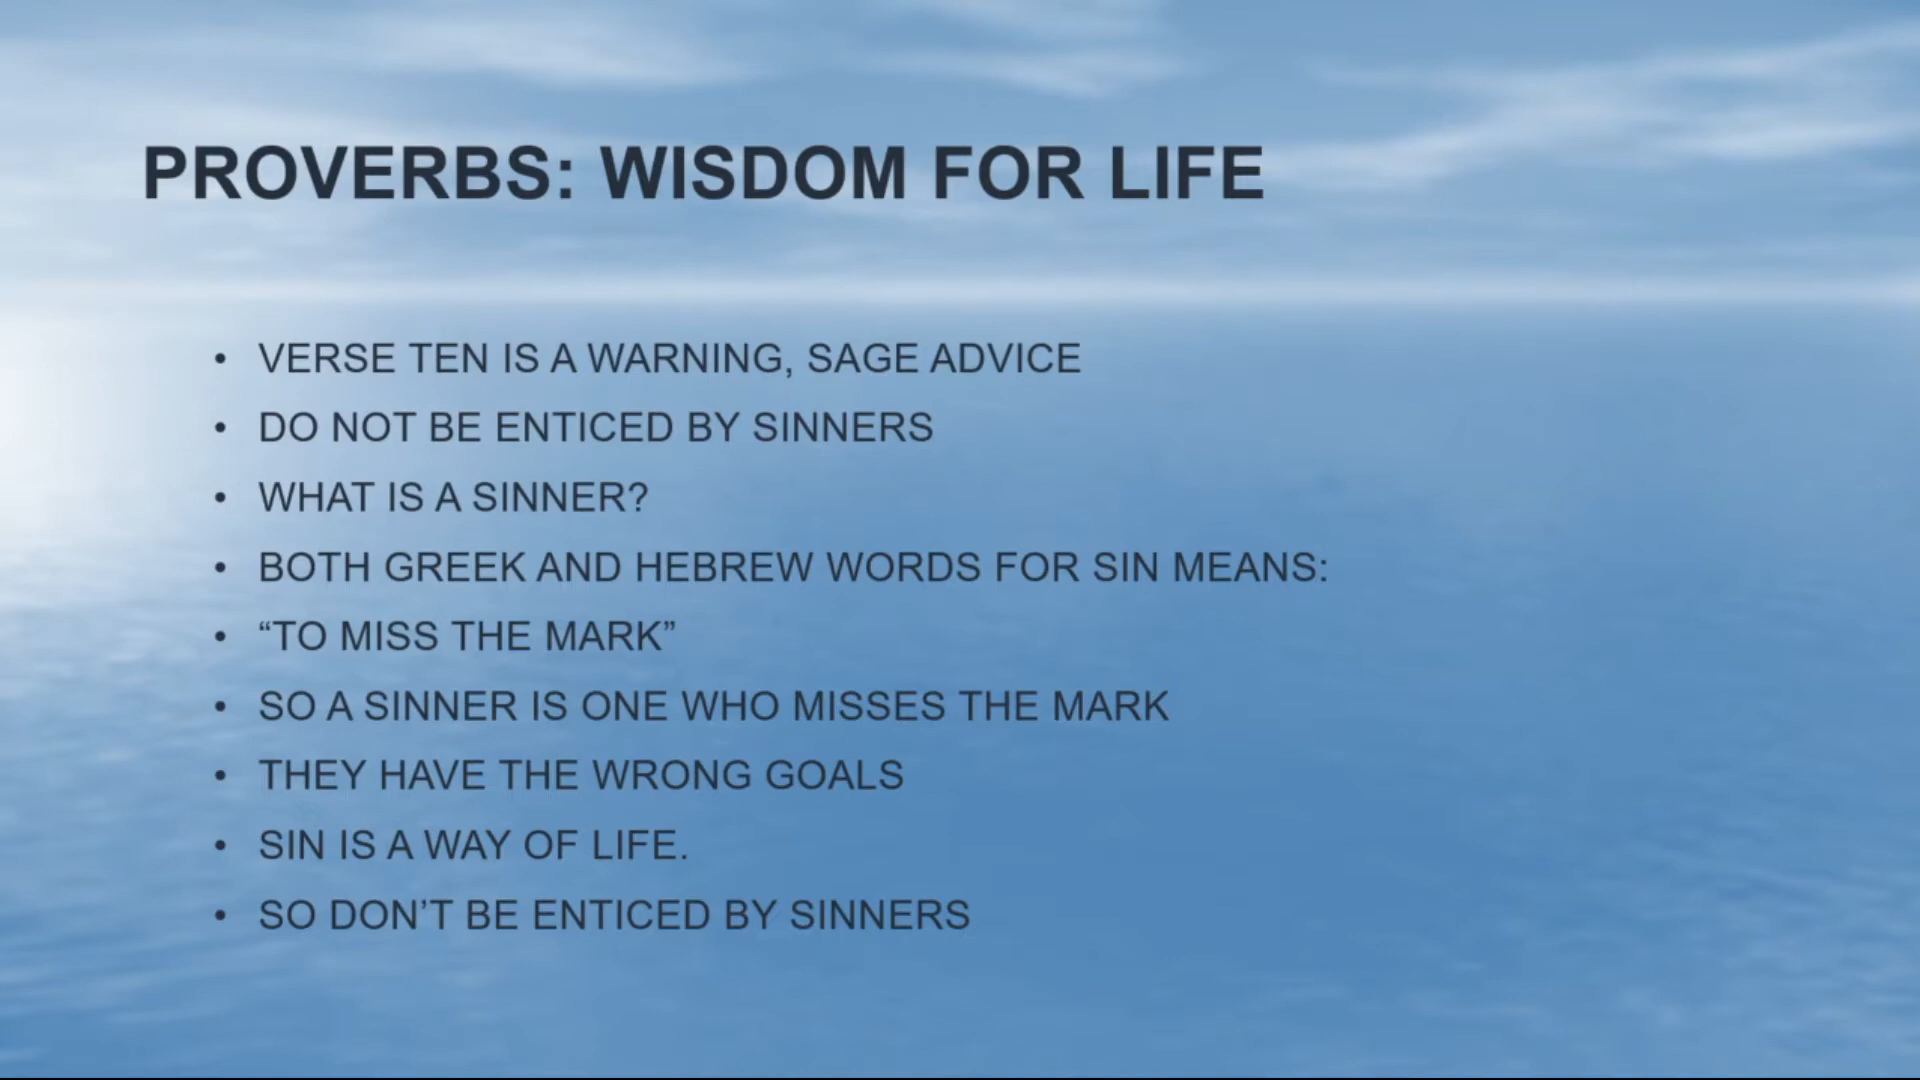 PROVERBS: WISDOM FOR LIFE
• VERSE TEN IS A WARNING, SAGE ADVICE
• DO NOT BE ENTICED BY SINNERS
• WHAT IS A SINNER?
• BOTH GREEK AND HEBREW WORDS FOR SIN MEANS:
• “TO MISS THE MARK”
• SO A SINNER IS ONE WHO MISSES THE MARK
• THEY HAVE THE WRONG GOALS
• SIN IS A WAY OF LIFE.
• SO DON’T BE ENTICED BY SINNERS